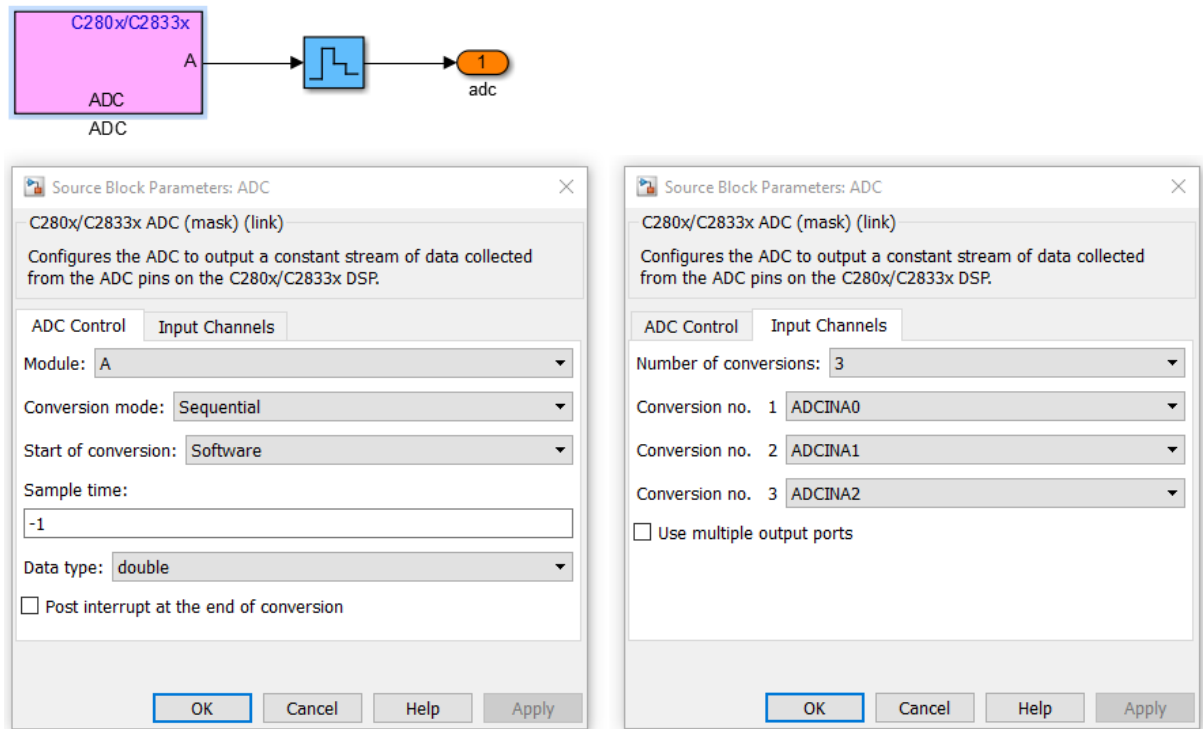 C280x/C2833x
A
ADC
ADC
1
adc
Source Block Parameters: ADC
C280x/C2833x ADC (mask) (link)
Configures the ADC to output a constant stream of data collected
from the ADC pins on the C280x/C2833x DSP.
ADC Control
Input Channels
Module: A
Conversion mode: Sequential
Start of conversion: Software
Sample time:
-1
Data type: double
Post interrupt at the end of conversion
OK
Cancel
Help
Apply
Source Block Parameters: ADC
C280x/C2833x ADC (mask) (link)
Configures the ADC to output a constant stream of data collected
from the ADC pins on the C280x/C2833x DSP.
ADC Control
Input Channels
Number of conversions: 3
Conversion no. 1 ADCINA0
Conversion no. 2 ADCINA1
Conversion no. 3 ADCINA2
Use multiple output ports
OK
Cancel
Help
Apply